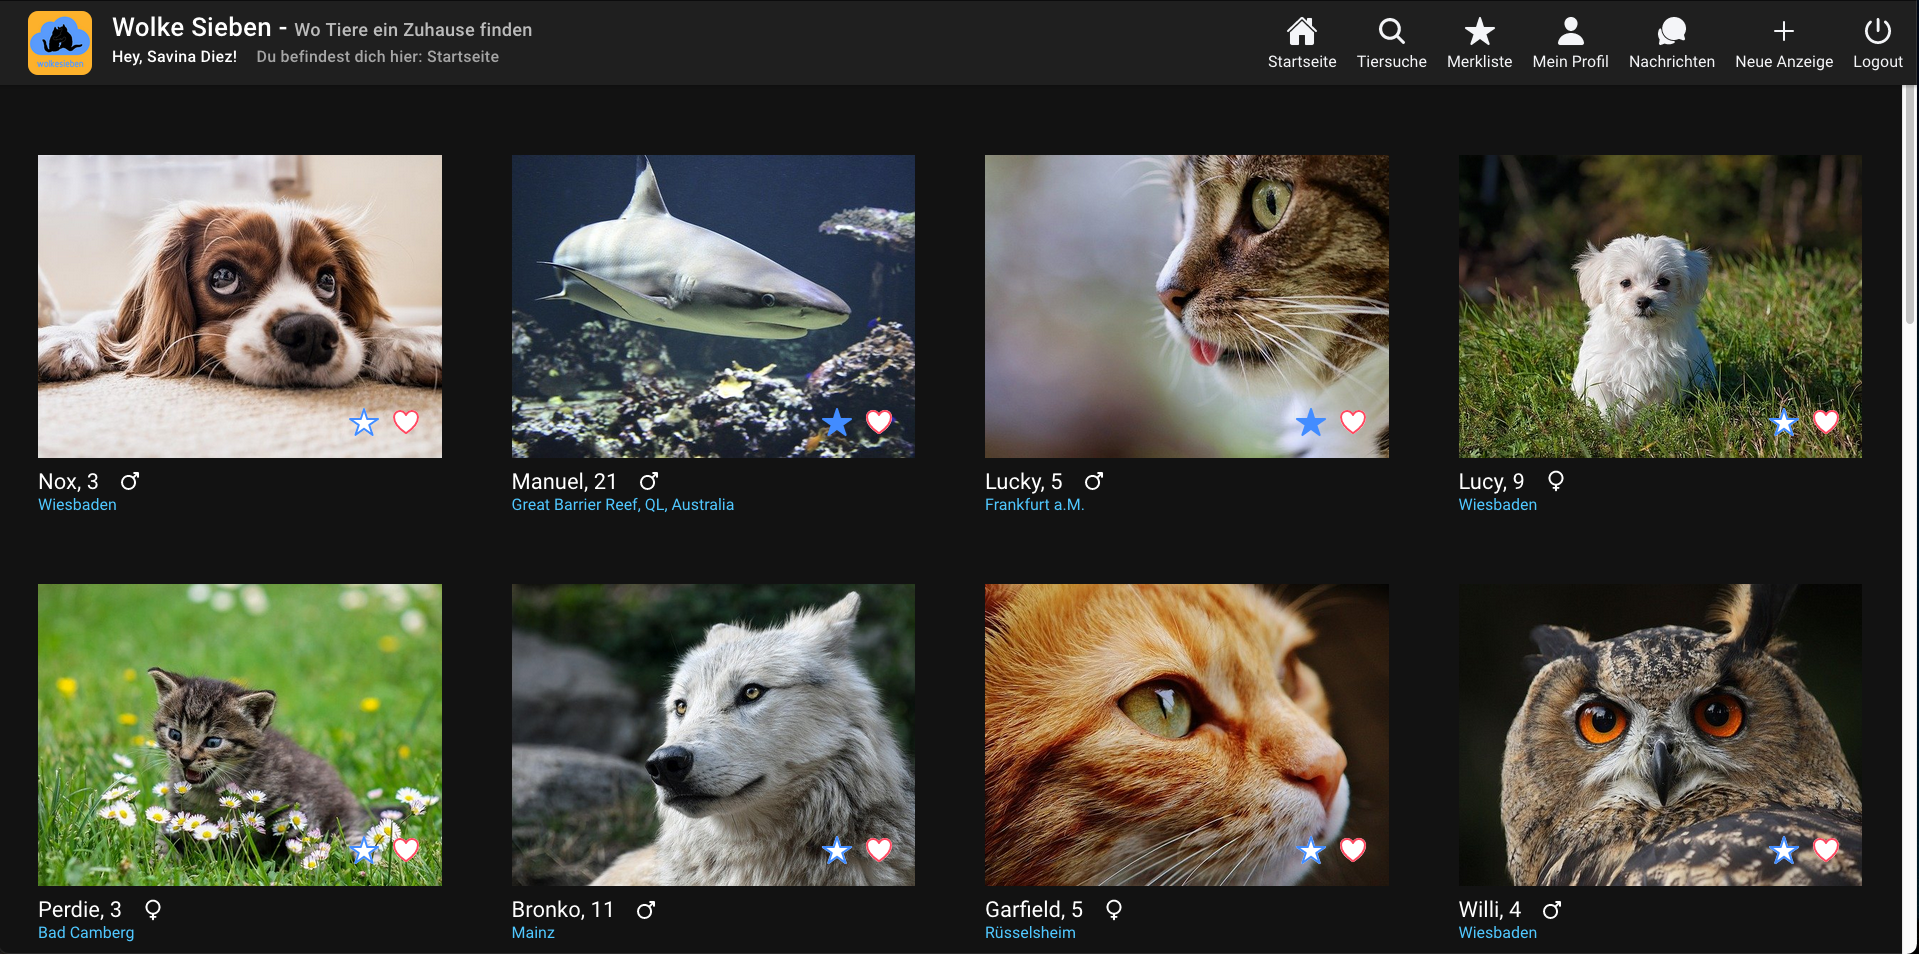 wolkesieben
Wolke Sieben - Wo Tiere ein Zuhause finden
Hey, Savina Diez! Du befindest dich hier: Startseite
Startseite Tiersuche Merkliste Mein Profil Nachrichten Neue Anzeige Logout
Nox, 3 ♂
Wiesbaden
Manuel, 21 ♂
Great Barrier Reef, QL, Australia
Lucky, 5 ♂
Frankfurt a.M.
Lucy, 9 ♀
Wiesbaden
Perdie, 3 ♀
Bad Camberg
Bronko, 11 ♂
Mainz
Garfield, 5 ♀
Rüsselsheim
Willi, 4 ♂
Wiesbaden